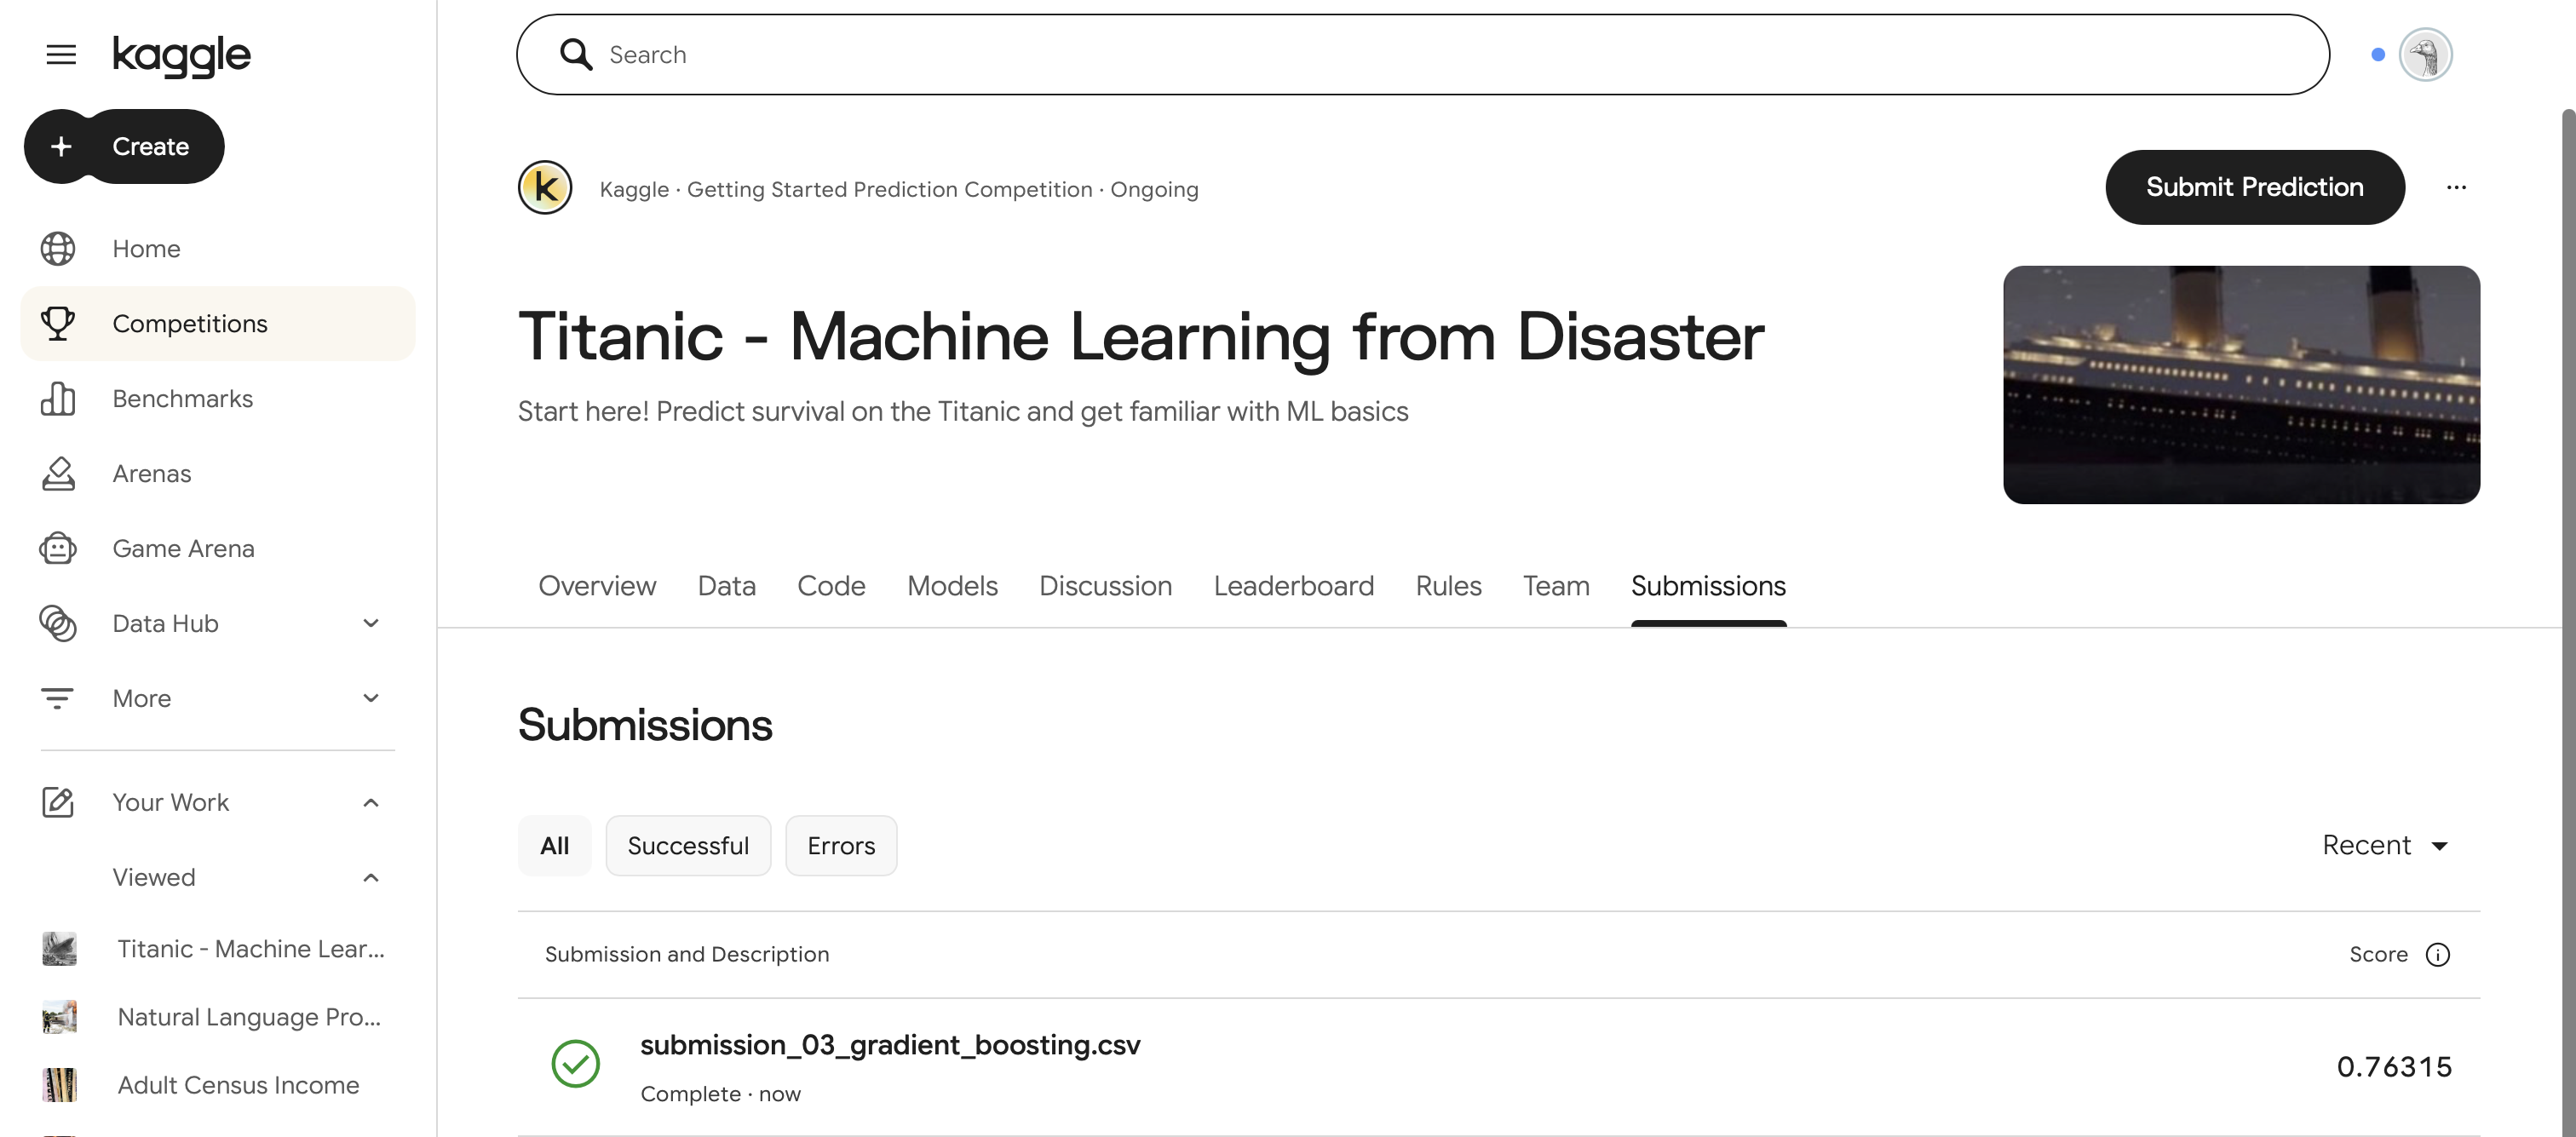 kaggle
Search
Create
Home
Competitions
Benchmarks
Arenas
Game Arena
Data Hub
More
Your Work
Viewed
Titanic - Machine Lear...
Natural Language Pro...
Adult Census Income
Kaggle · Getting Started Prediction Competition · Ongoing
Submit Prediction
Titanic - Machine Learning from Disaster
Start here! Predict survival on the Titanic and get familiar with ML basics
Overview Data Code Models Discussion Leaderboard Rules Team Submissions
Submissions
All Successful Errors Recent
Submission and Description Score
submission_03_gradient_boosting.csv
0.76315
Complete · now